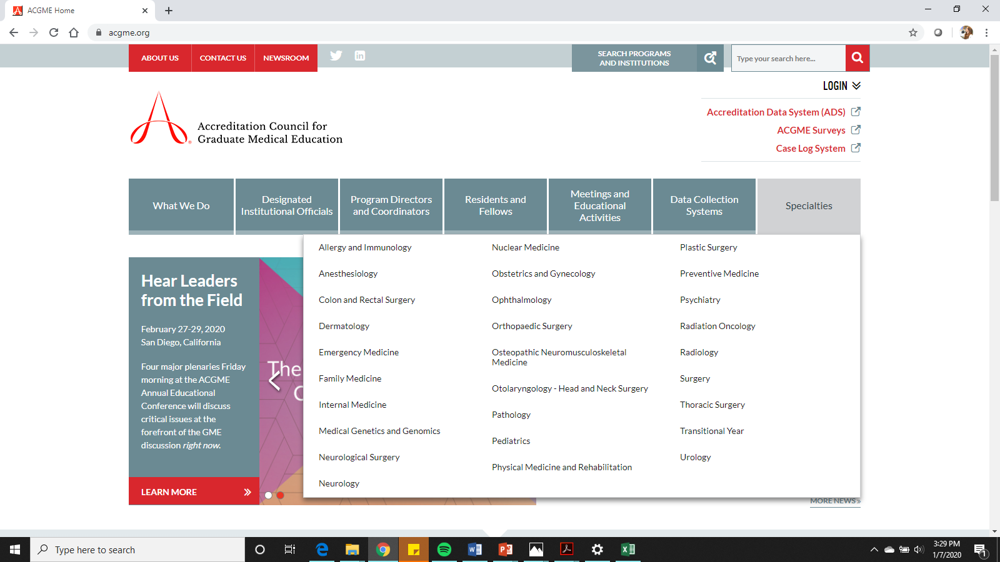 ACGME Home
acgme.org
ABOUT US
CONTACT US
NEWSROOM
SEARCH PROGRAMS
AND INSTITUTIONS
Type your search here...
LOGIN
Accreditation Data System (ADS)
ACGME Surveys
Case Log System
Accreditation Council for
Graduate Medical Education
What We Do
Designated
Institutional Officials
Program Directors
and Coordinators
Residents and
Fellows
Meetings and
Educational
Activities
Data Collection
Systems
Specialties
Allergy and Immunology
Anesthesiology
Colon and Rectal Surgery
Dermatology
Emergency Medicine
Family Medicine
Internal Medicine
Medical Genetics and Genomics
Neurological Surgery
Neurology
Nuclear Medicine
Obstetrics and Gynecology
Ophthalmology
Orthopaedic Surgery
Osteopathic Neuromusculoskeletal
Medicine
Otolaryngology - Head and Neck Surgery
Pathology
Pediatrics
Physical Medicine and Rehabilitation
Plastic Surgery
Preventive Medicine
Psychiatry
Radiation Oncology
Radiology
Surgery
Thoracic Surgery
Transitional Year
Urology
Hear Leaders
from the Field
February 27-29, 2020
San Diego, California
Four major plenaries Friday
morning at the ACGME
Annual Educational
Conference will discuss
critical issues at the
forefront of the GME
discussion right now.
LEARN MORE
The
MORE NEWS »
Type here to search
3:29 PM
1/7/2020
1